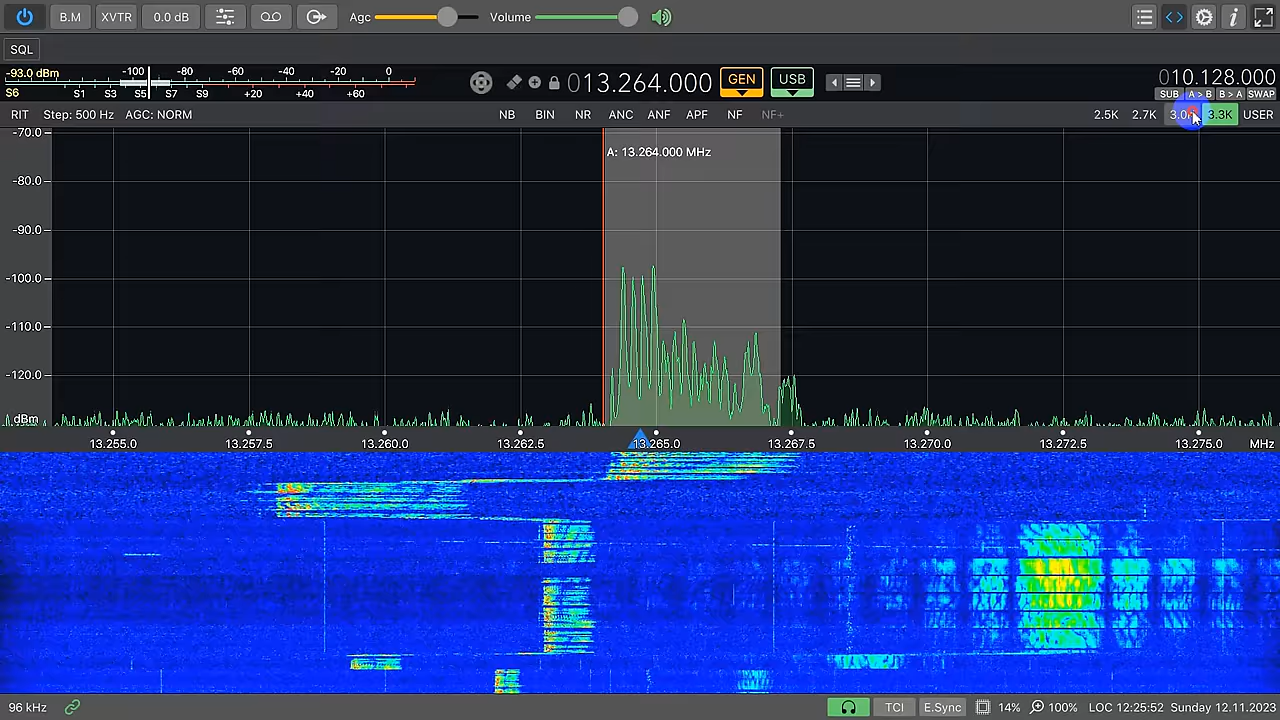 B.M XVTR 0.0 dB Agc Volume
SQL
-93.0 dBm -100 -80 -60 -40 -20 0
S6 S1 S3 S5 S7 S9 +20 +40 +60
013.264.000 GEN USB
010.128.000
SUB A > B B > A SWAP
RIT Step: 500 Hz AGC: NORM NB BIN NR ANC ANF APF NF NF+ 2.5K 2.7K 3.0K 3.3K USER
-70.0
A: 13.264.000 MHz
-80.0
-90.0
-100.0
-110.0
-120.0
dBm
13.255.0 13.257.5 13.260.0 13.262.5 13.265.0 13.267.5 13.270.0 13.272.5 13.275.0 MHz
96 kHz TCI E.Sync 14% 100% LOC 12:25:52 Sunday 12.11.2023